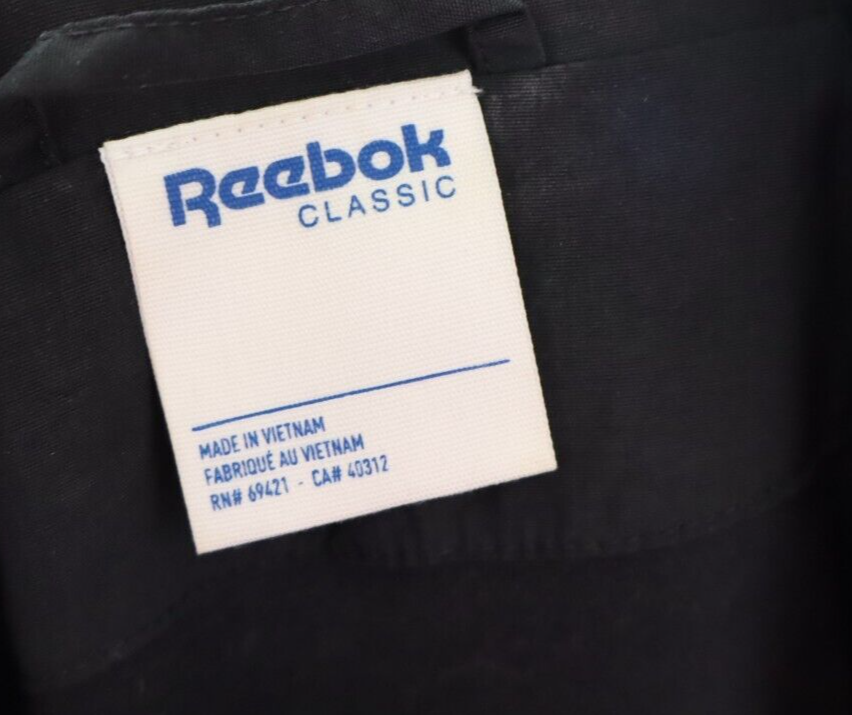 Reebok
CLASSIC
MADE IN VIETNAM
FABRIQUÉ AU VIETNAM
RN# 69421 - CA# 40312